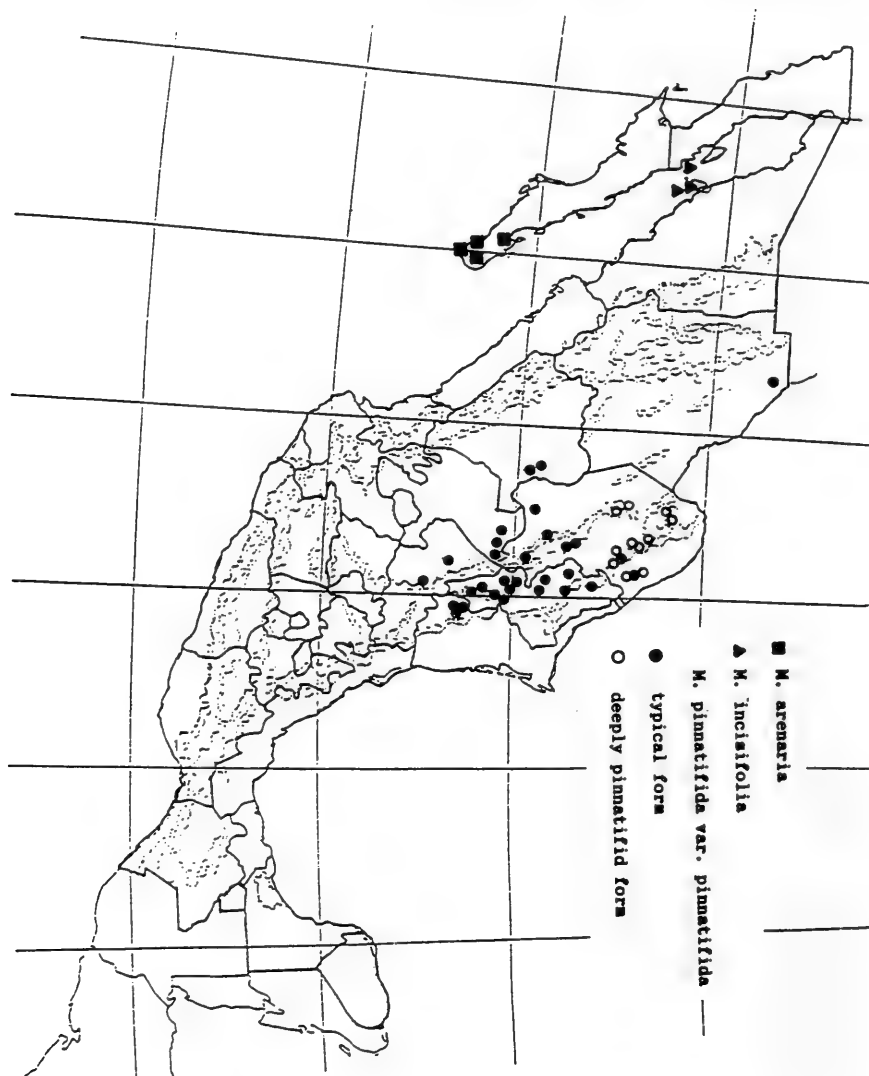 M. arenaria
M. incisifolia
M. pinnatifida var. pinnatifida
typical form
deeply pinnatifid form